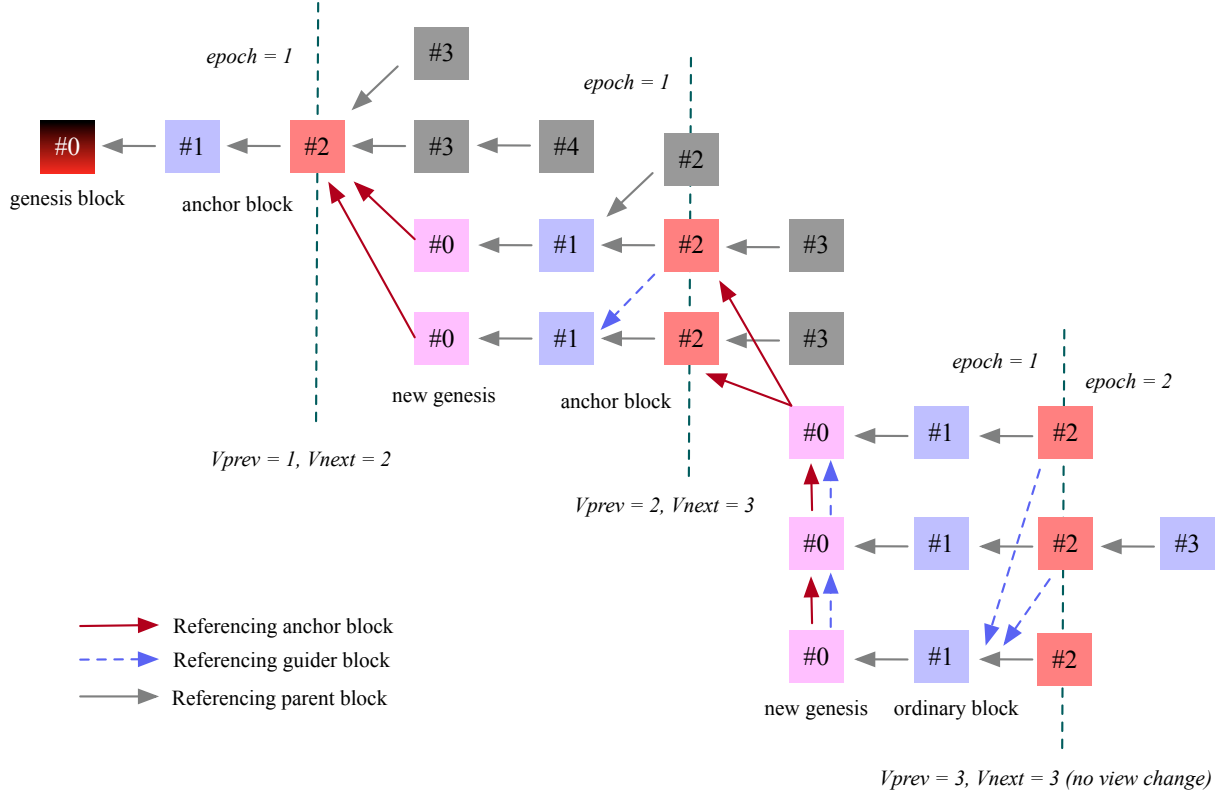 #3
epoch = 1
epoch = 1
#0
#1
#2
#3
#4
#2
genesis block
anchor block
#0
#1
#2
#3
#0
#1
#2
#3
epoch = 1
epoch = 2
new genesis
anchor block
#0
#1
#2
Vprev = 1, Vnext = 2
Vprev = 2, Vnext = 3
#0
#1
#2
#3
Referencing anchor block
Referencing guider block
#0
#1
#2
Referencing parent block
new genesis
ordinary block
Vprev = 3, Vnext = 3 (no view change)